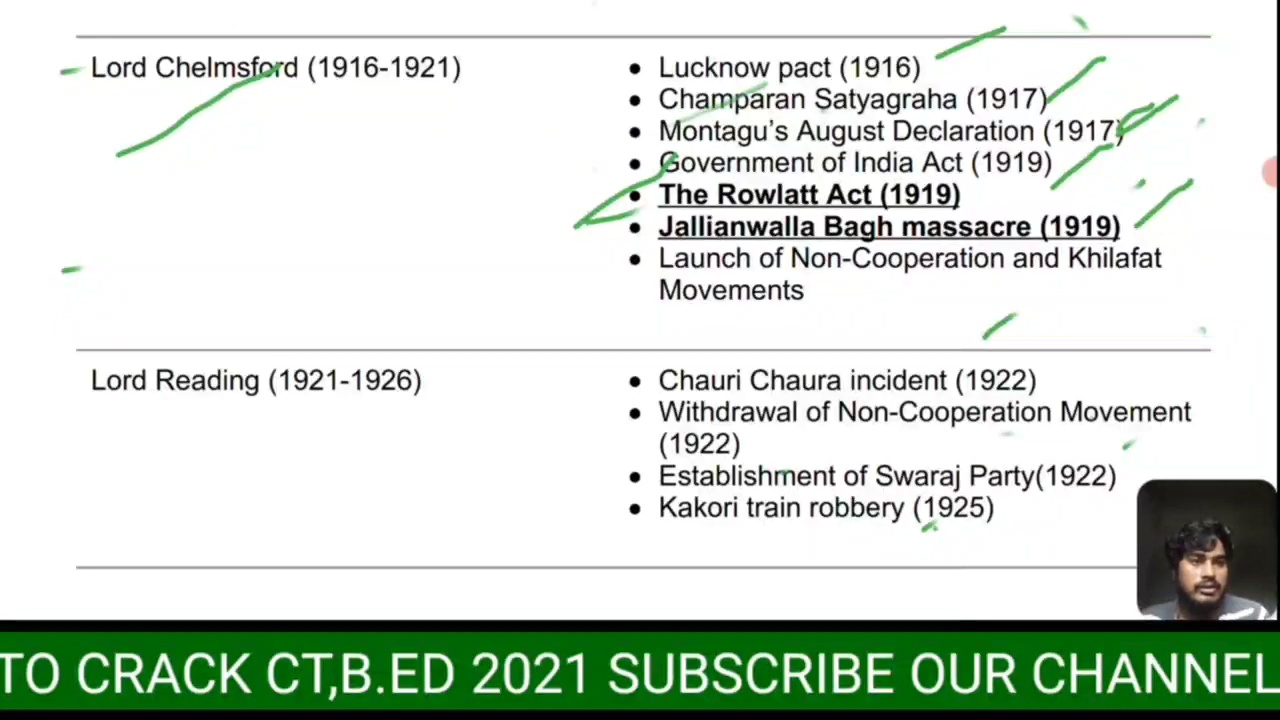 Lord Chelmsford (1916-1921)
• Lucknow pact (1916)
• Champaran Satyagraha (1917)
• Montagu's August Declaration (1917)
• Government of India Act (1919)
• The Rowlatt Act (1919)
• Jallianwalla Bagh massacre (1919)
• Launch of Non-Cooperation and Khilafat
Movements
Lord Reading (1921-1926)
• Chauri Chaura incident (1922)
• Withdrawal of Non-Cooperation Movement
(1922)
• Establishment of Swaraj Party(1922)
• Kakori train robbery (1925)
TO CRACK CT,B.ED 2021 SUBSCRIBE OUR CHANNEL